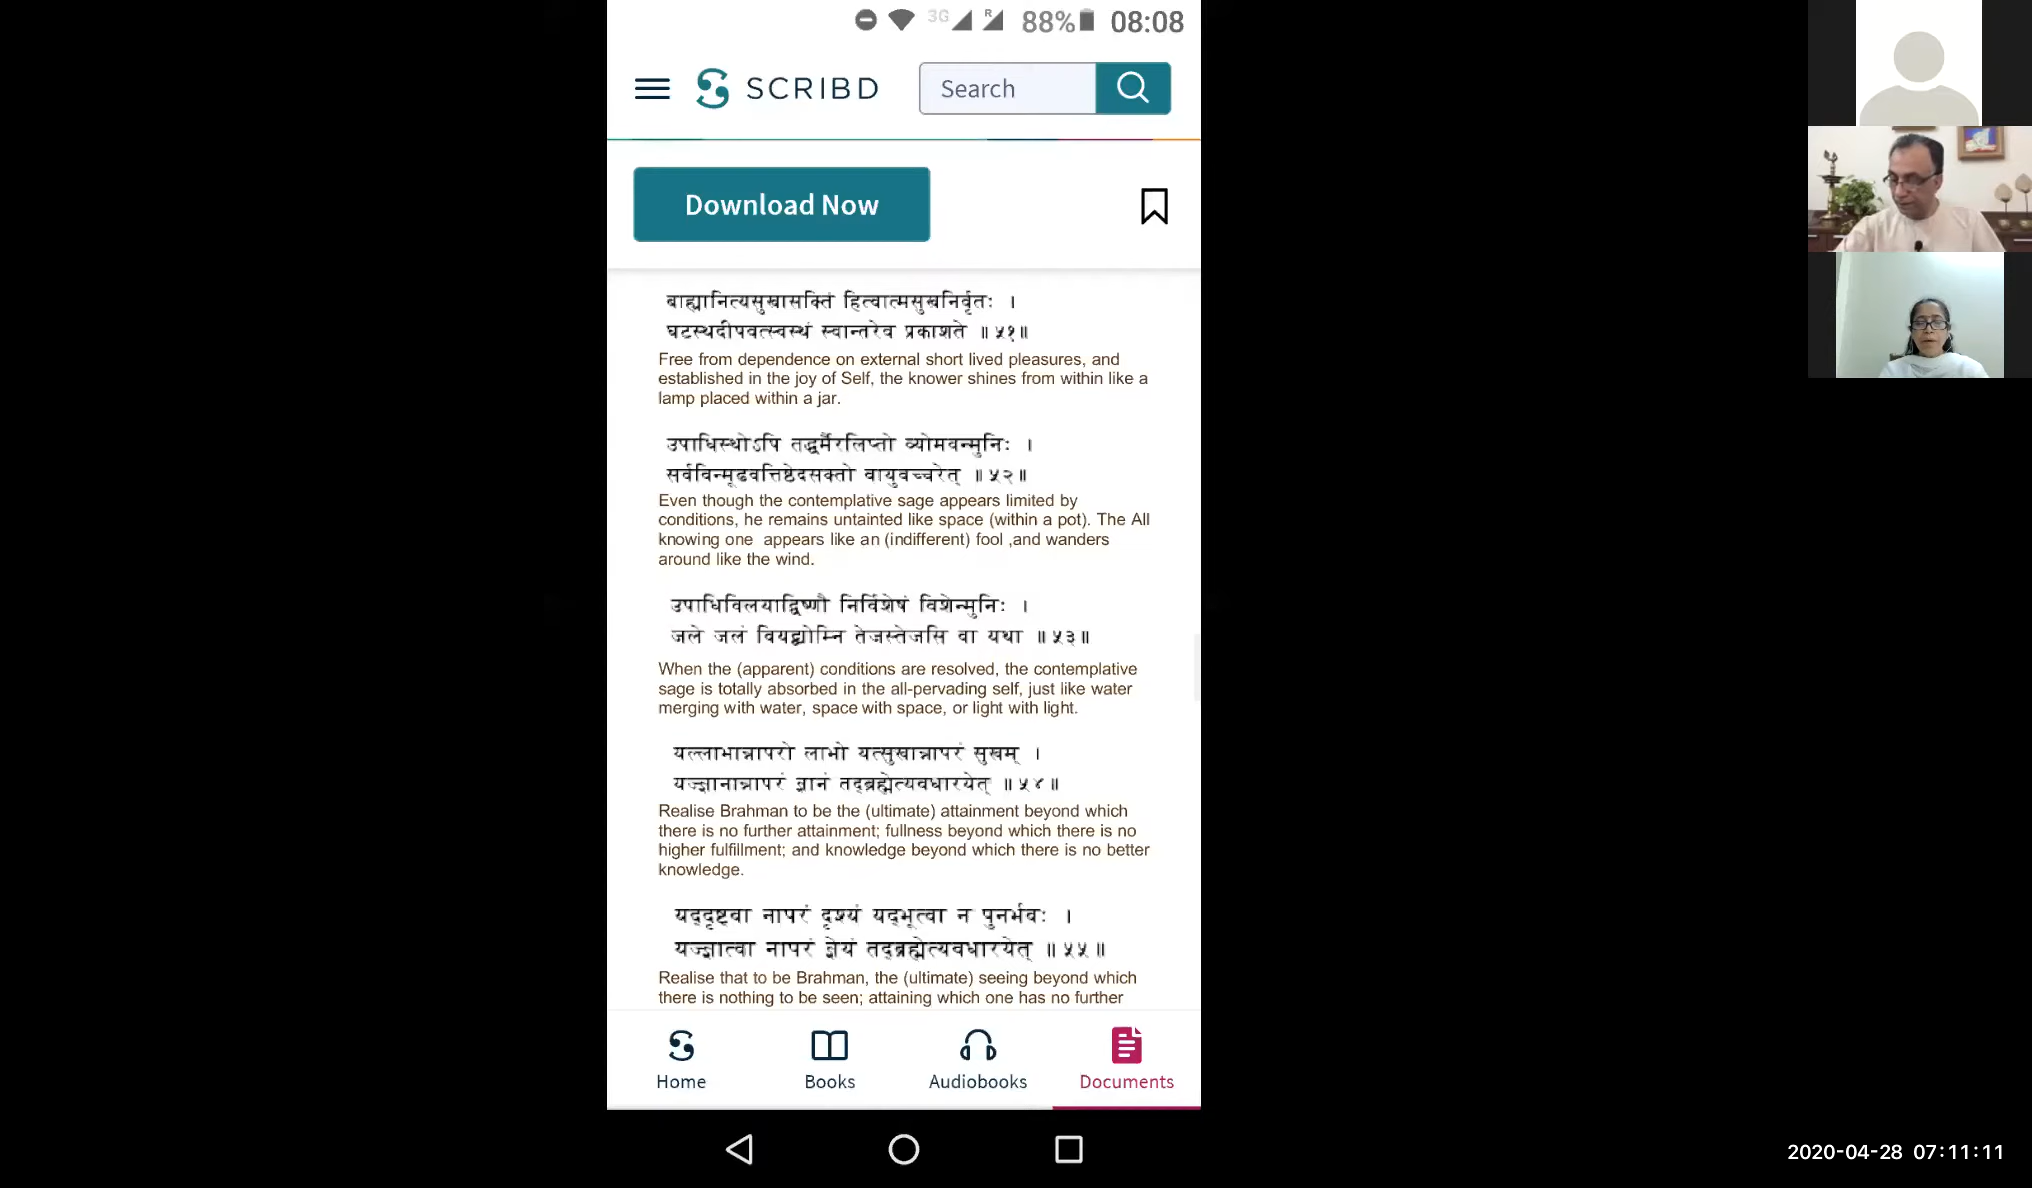 3G R 88% 08:08
SCRIBD
Search
Download Now
बाह्यानित्यसुखासक्तिं हित्वात्मसुखनिर्वृतः ।
घटस्थदीपवत्स्वस्थं स्वान्तरेव प्रकाशते ॥ ५१॥
Free from dependence on external short lived pleasures, and
established in the joy of Self, the knower shines from within like a
lamp placed within a jar.
उपाधिस्थोऽपि तद्धर्मैरलिप्तो व्योमवन्मुनिः ।
सर्वविन्मूढवत्तिष्ठेदसक्तो वायुवच्चरेत् ॥ ५२॥
Even though the contemplative sage appears limited by
conditions, he remains untainted like space (within a pot). The All
knowing one  appears like an (indifferent) fool ,and wanders
around like the wind.
उपाधिविलयाद्विष्णौ निर्विशेषं विशेन्मुनिः ।
जले जलं वियद्व्योम्नि तेजस्तेजसि वा यथा ॥ ५३॥
When the (apparent) conditions are resolved, the contemplative
sage is totally absorbed in the all-pervading self, just like water
merging with water, space with space, or light with light.
यल्लाभान्नापरो लाभो यत्सुखान्नापरं सुखम् ।
यज्ज्ञानान्नापरं ज्ञानं तद्ब्रह्मेत्यवधारयेत् ॥ ५४॥
Realise Brahman to be the (ultimate) attainment beyond which
there is no further attainment; fullness beyond which there is no
higher fulfillment; and knowledge beyond which there is no better
knowledge.
यद्दृष्ट्वा नापरं दृश्यं यद्भूत्वा न पुनर्भवः ।
यज्ज्ञात्वा नापरं ज्ञेयं तद्ब्रह्मेत्यवधारयेत् ॥ ५५॥
Realise that to be Brahman, the (ultimate) seeing beyond which
there is nothing to be seen; attaining which one has no further
Home Books Audiobooks Documents
2020-04-28 07:11:11